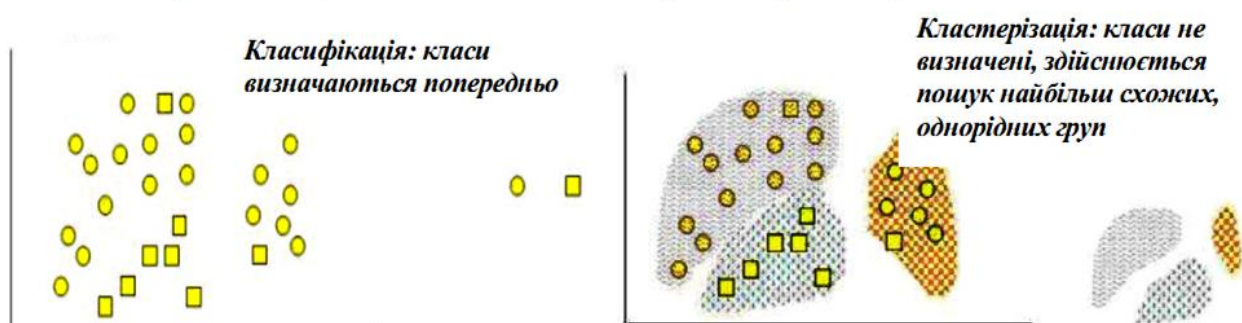 Класифікація: класи
визначаються попередньо
Кластерізація: класи не
визначені, здійснюється
пошук найбільш схожих,
однорідних груп